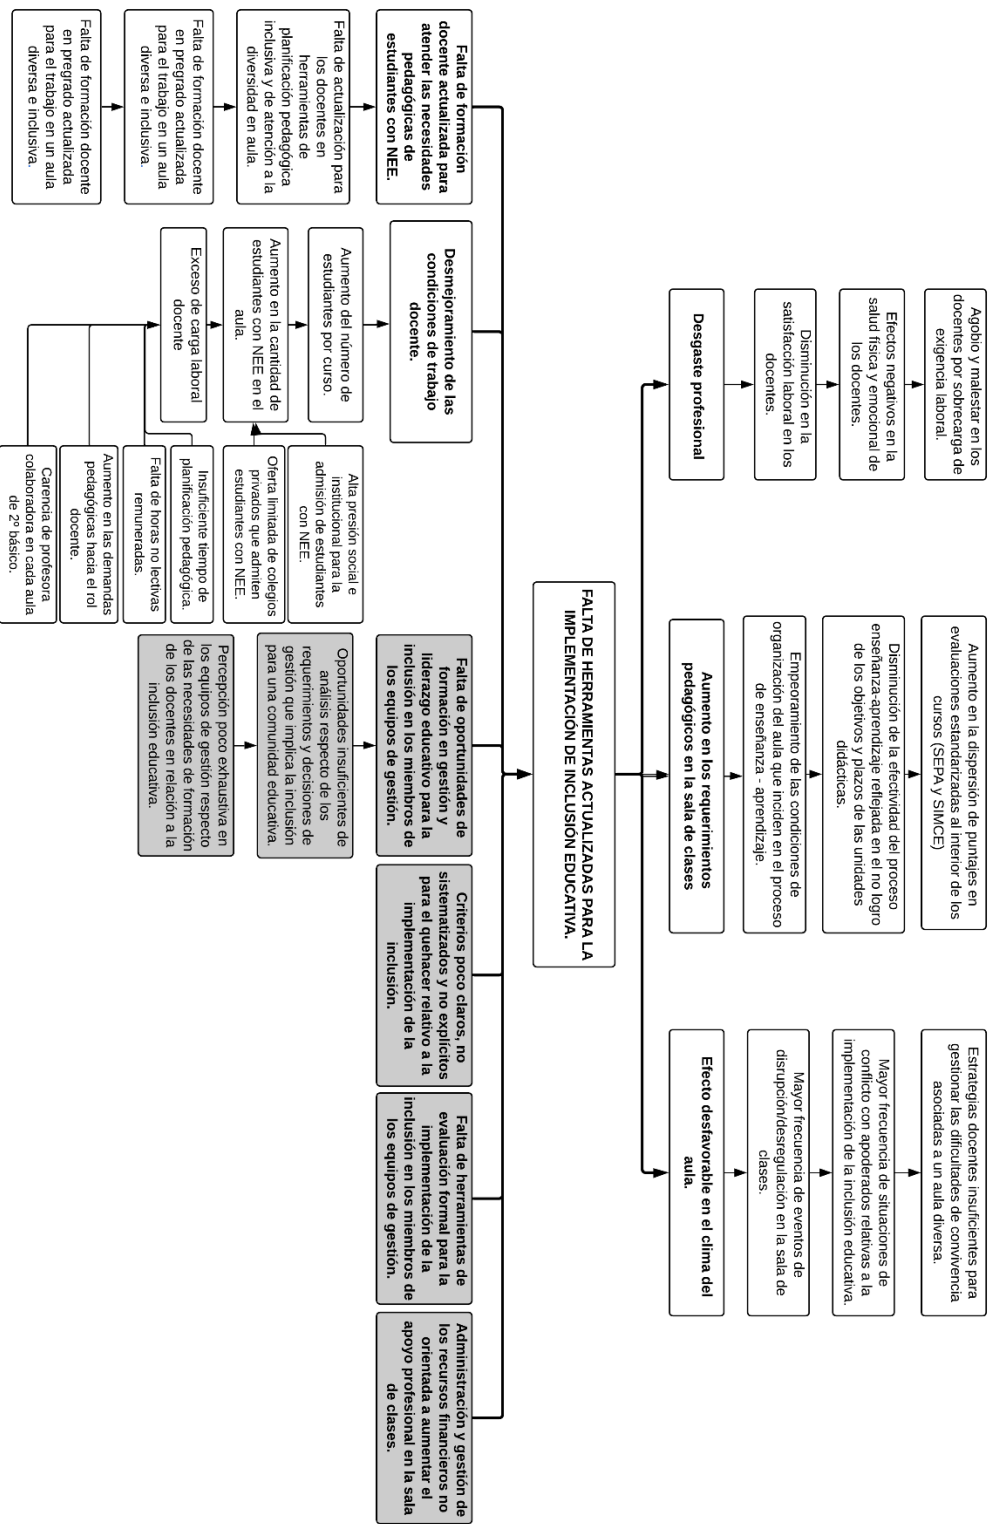 Estrategias docentes insuficientes para
gestionar las dificultades de convivencia
asociadas a un aula diversa.
Mayor frecuencia de situaciones de
conflicto con apoderados relativas a la
implementación de la inclusión educativa.
Mayor frecuencia de eventos de
disrupción/desregulación en la sala de
clases.
Efecto desfavorable en el clima del
aula.
Aumento en la dispersión de puntajes en
evaluaciones estandarizadas al interior de los
cursos (SEPA y SIMCE)
Disminución de la efectividad del proceso
enseñanza-aprendizaje reflejada en el no logro
de los objetivos y plazos de las unidades
didácticas.
Empeoramiento de las condiciones de
organización del aula que inciden en el proceso
de enseñanza - aprendizaje.
Aumento en los requerimientos
pedagógicos en la sala de clases
Agobio y malestar en los
docentes por sobrecarga de
exigencia laboral.
Efectos negativos en la
salud física y emocional de
los docentes.
Disminución en la
satisfacción laboral en los
docentes.
Desgaste profesional
FALTA DE HERRAMIENTAS ACTUALIZADAS PARA LA
IMPLEMENTACIÓN DE INCLUSIÓN EDUCATIVA.
Falta de formación
docente actualizada para
atender las necesidades
pedagógicas de
estudiantes con NEE.
Falta de actualización para
los docentes en
herramientas de
planificación pedagógica
inclusiva y de atención a la
diversidad en aula.
Falta de formación docente
en pregrado actualizada
para el trabajo en un aula
diversa e inclusiva.
Falta de formación docente
en pregrado actualizada
para el trabajo en un aula
diversa e inclusiva.
Desmejoramiento de las
condiciones de trabajo
docente.
Aumento del número de
estudiantes por curso.
Aumento en la cantidad de
estudiantes con NEE en el
aula.
Exceso de carga laboral
docente
Alta presión social e
institucional para la
admisión de estudiantes
con NEE.
Oferta limitada de colegios
privados que admiten
estudiantes con NEE.
Insuficiente tiempo de
planificación pedagógica.
Falta de horas no lectivas
remuneradas.
Aumento en las demandas
pedagógicas hacia el rol
docente.
Carencia de profesora
colaboradora en cada aula
de 2º básico.
Falta de oportunidades de
formación en gestión y
liderazgo educativo para la
inclusión en los miembros de
los equipos de gestión.
Oportunidades insuficientes de
análisis respecto de los
requerimientos y decisiones de
gestión que implica la inclusión
para una comunidad educativa.
Percepción poco exhaustiva en
los equipos de gestión respecto
de las necesidades de formación
de los docentes en relación a la
inclusión educativa.
Criterios poco claros, no
sistematizados y no explícitos
para el quehacer relativo a la
implementación de la
inclusión.
Falta de herramientas de
evaluación formal para la
implementación de la
inclusión en los miembros de
los equipos de gestión.
Administración y gestión de
los recursos financieros no
orientada a aumentar el
apoyo profesional en la sala
de clases.